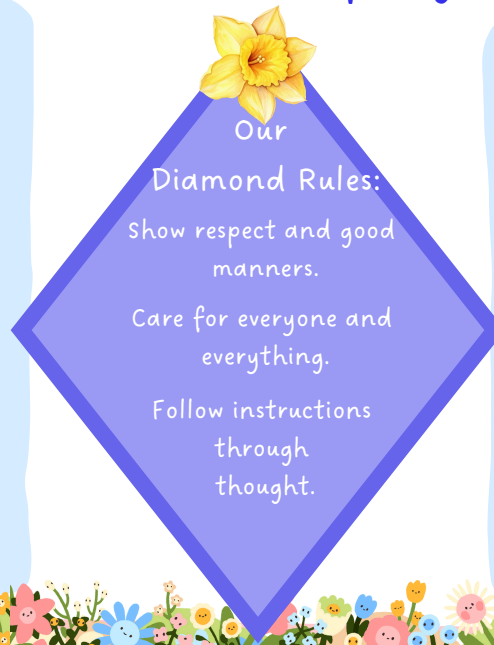 Our
Diamond Rules:
Show respect and good
manners.
Care for everyone and
everything.
Follow instructions
through
thought.